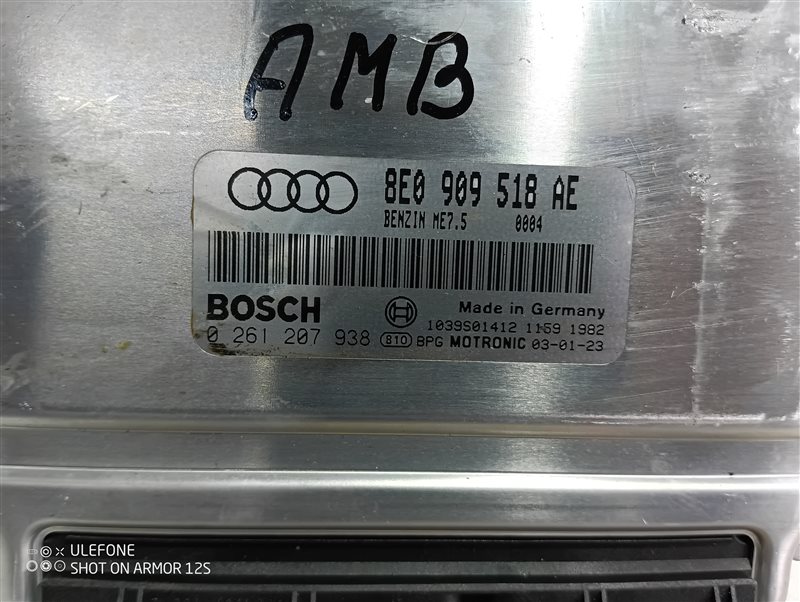 AMB
8E0 909 518 AE
BENZIN ME7.5 0004
BOSCH
Made in Germany
1039S01412 1159 1982
0 261 207 938 810 BPG MOTRONIC 03-01-23
ULEFONE
SHOT ON ARMOR 12S